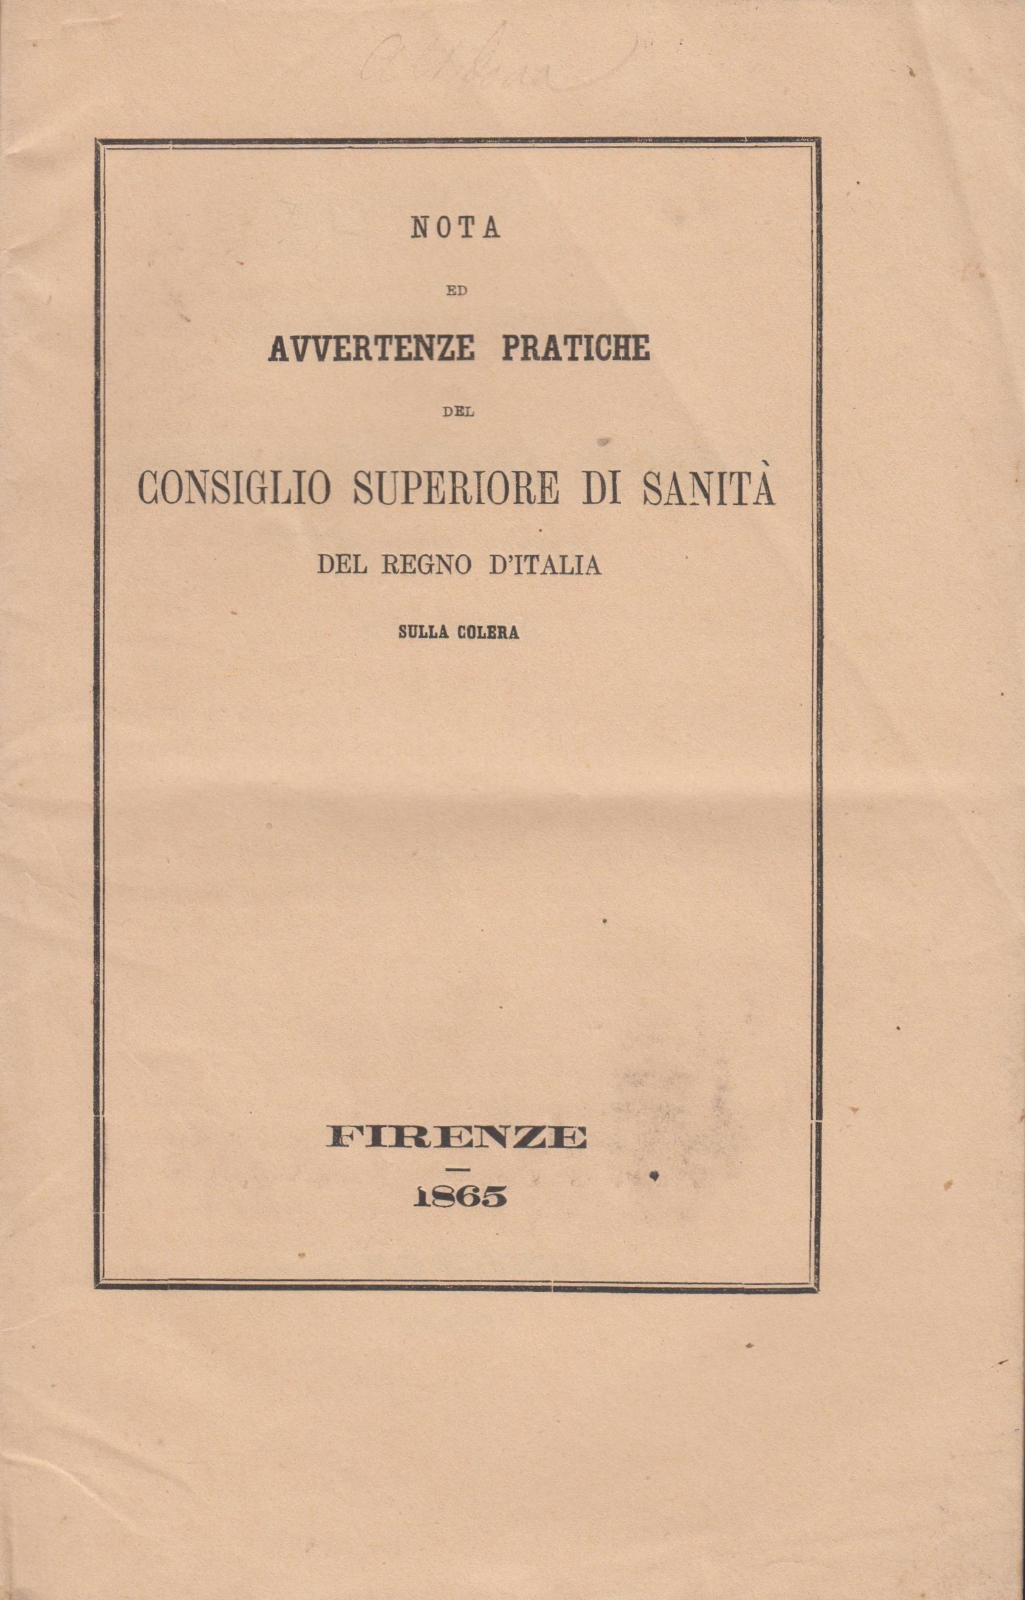 NOTA
ED
AVVERTENZE PRATICHE
DEL
CONSIGLIO SUPERIORE DI SANITÀ
DEL REGNO D'ITALIA
SULLA COLERA
FIRENZE
1865